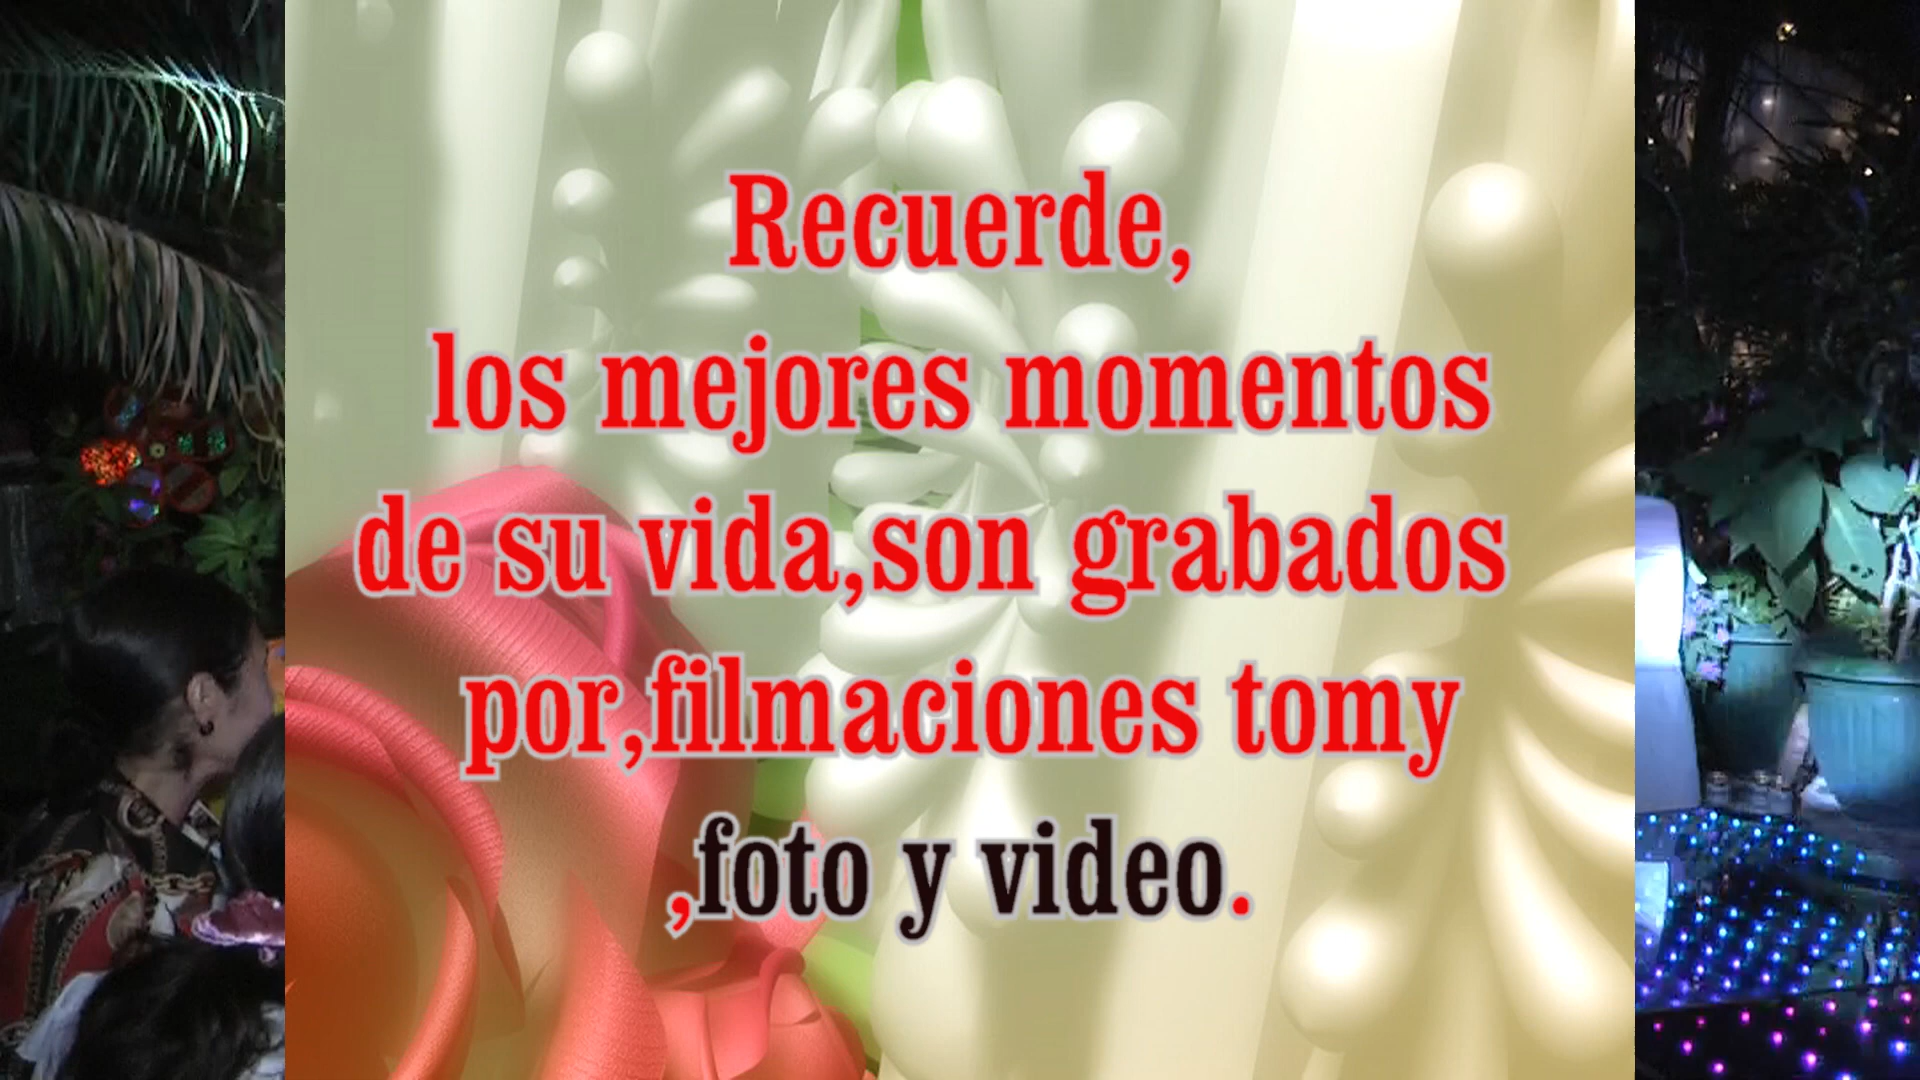 Recuerde,
los mejores momentos
de su vida,son grabados
por,filmaciones tomy
,foto y video.